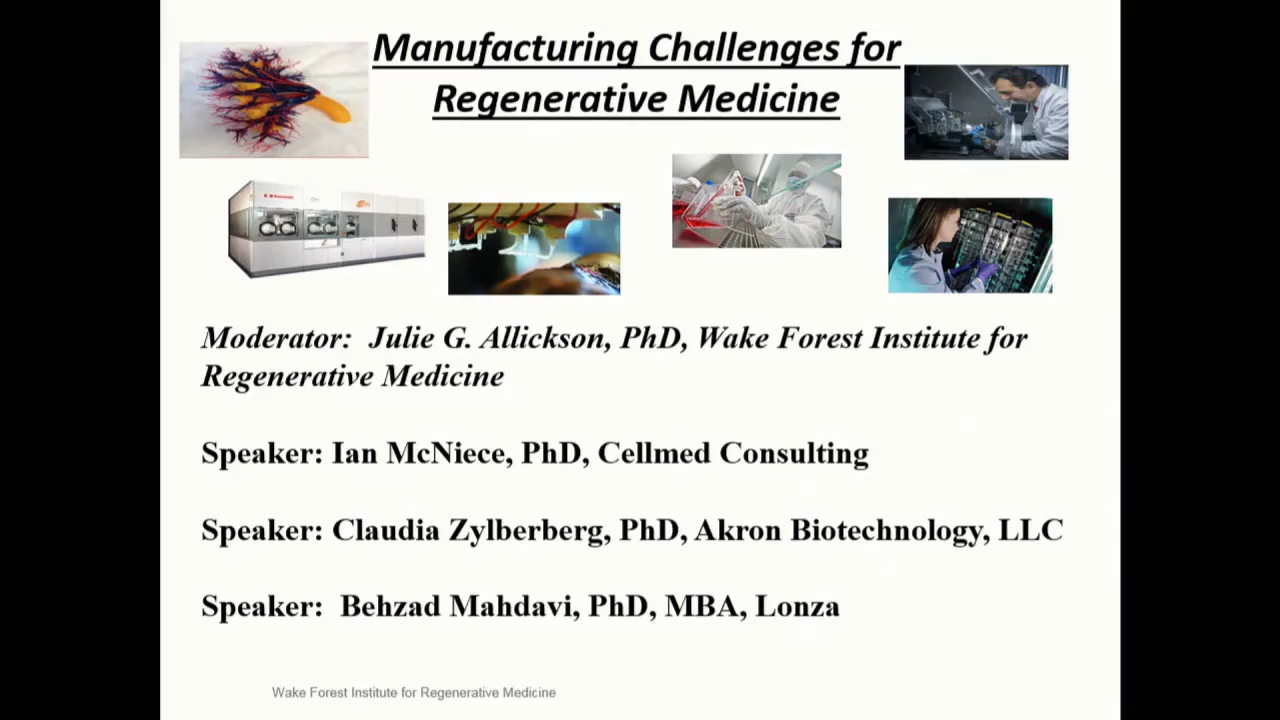 Manufacturing Challenges for
Regenerative Medicine
Moderator:  Julie G. Allickson, PhD, Wake Forest Institute for
Regenerative Medicine
Speaker: Ian McNiece, PhD, Cellmed Consulting
Speaker: Claudia Zylberberg, PhD, Akron Biotechnology, LLC
Speaker:  Behzad Mahdavi, PhD, MBA, Lonza
Wake Forest Institute for Regenerative Medicine